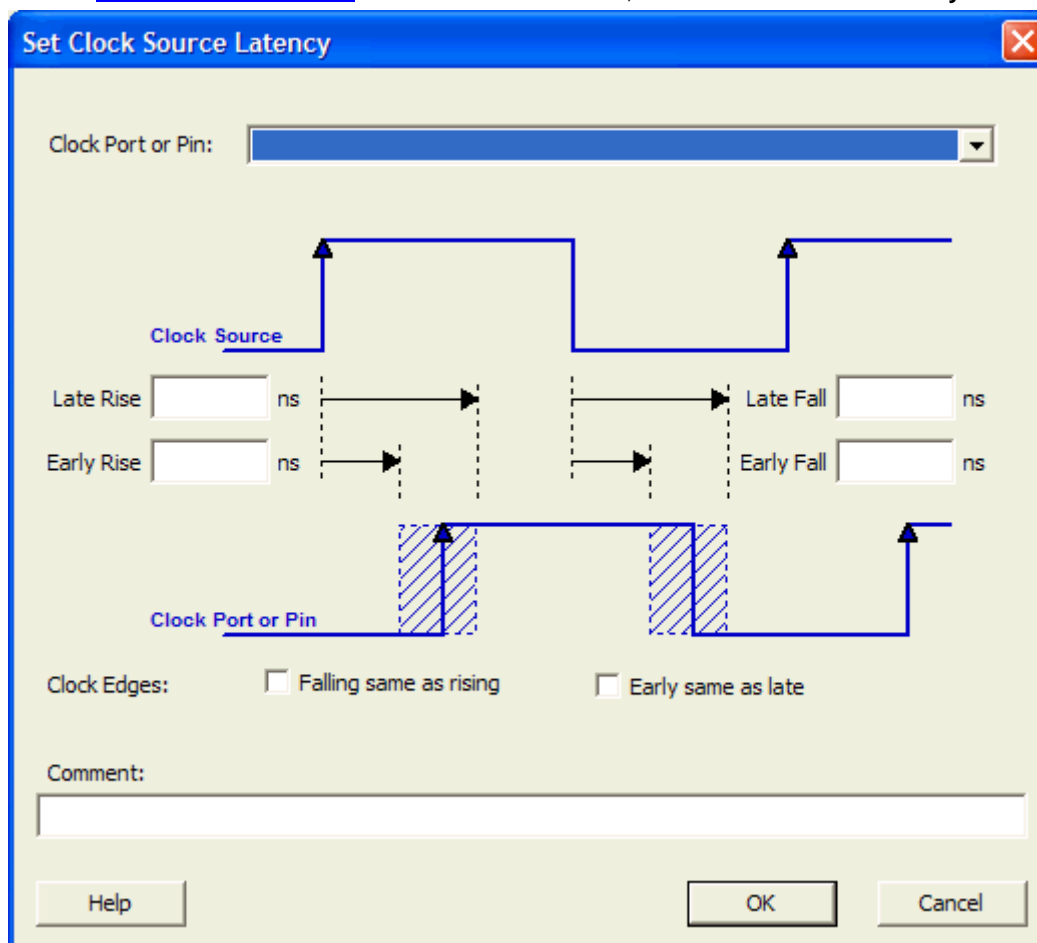 Set Clock Source Latency
Clock Port or Pin:
Clock Source
Late Rise ns Late Fall ns
Early Rise ns Early Fall ns
Clock Port or Pin
Clock Edges: Falling same as rising Early same as late
Comment:
Help OK Cancel